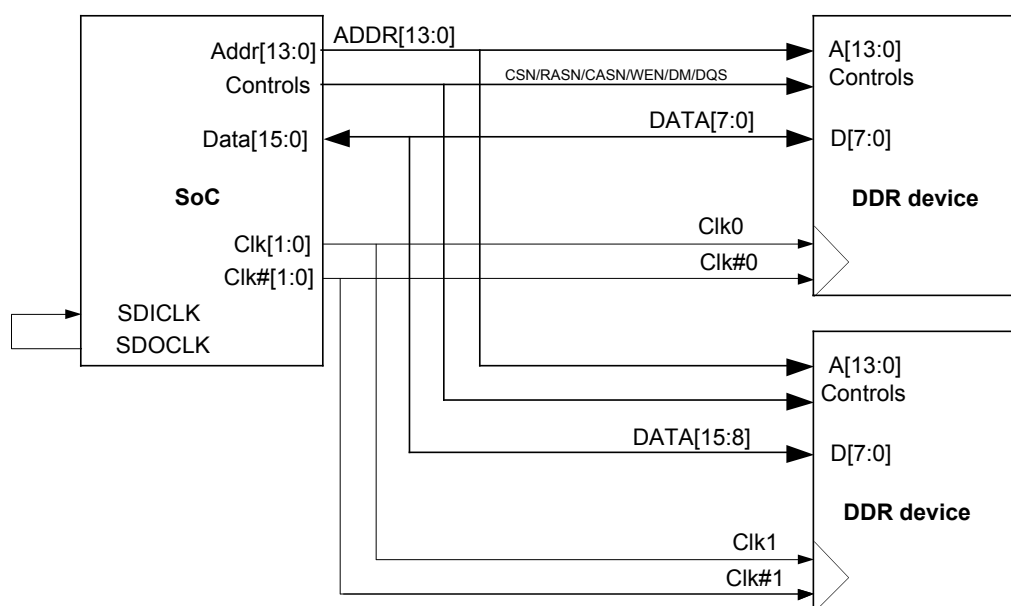 Addr[13:0]
Controls
Data[15:0]
SoC
Clk[1:0]
Clk#[1:0]
SDICLK
SDOCLK
ADDR[13:0]
CSN/RASN/CASN/WEN/DM/DQS
DATA[7:0]
Clk0
Clk#0
A[13:0]
Controls
D[7:0]
DDR device
DATA[15:8]
Clk1
Clk#1
A[13:0]
Controls
D[7:0]
DDR device